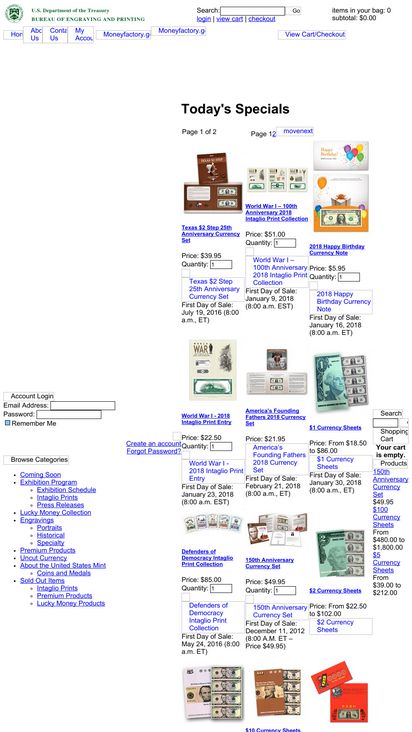 U.S. Department of the Treasury
BUREAU OF ENGRAVING AND PRINTING
Search: Go
login | view cart | checkout
items in your bag: 0
subtotal: $0.00
Abo
Us
Conta
Us
My
Accou
Moneyfactory.go
Moneyfactory.go
View Cart/Checkout
Today's Specials
Page 1 of 2
Page 1 2 movenext
Texas $2 Step 25th
Anniversary Currency
Set
Price: $39.95
Quantity: 1
Texas $2 Step
25th Anniversary
Currency Set
First Day of Sale:
July 19, 2016 (8:00
a.m., ET)
World War I – 100th
Anniversary 2018
Intaglio Print Collection
Price: $51.00
Quantity: 1
World War I –
100th Anniversary
2018 Intaglio Print
Collection
First Day of Sale:
January 9, 2018
(8:00 a.m. EST)
2018 Happy Birthday
Currency Note
Price: $5.95
Quantity: 1
2018 Happy
Birthday Currency
Note
First Day of Sale:
January 16, 2018
(8:00 a.m., ET)
World War I - 2018
Intaglio Print Entry
Price: $22.50
Quantity: 1
World War I -
2018 Intaglio Print
Entry
First Day of Sale:
January 23, 2018
(8:00 a.m. EST)
America's Founding
Fathers 2018 Currency
Set
Price: $21.95
Quantity: 1
America's
Founding Fathers
2018 Currency
Set
First Day of Sale:
February 21, 2018
(8:00 a.m., EST)
$1 Currency Sheets
Price: From $18.50
to $86.00
$1 Currency
Sheets
First Day of Sale:
January 30, 2018
(8:00 a.m., ET)
Account Login
Email Address:
Password:
Remember Me
Create an account
Forgot Password?
Browse Categories
Coming Soon
Exhibition Program
Exhibition Schedule
Intaglio Prints
Press Releases
Lucky Money Collection
Engravings
Portraits
Historical
Specialty
Premium Products
Uncut Currency
About the United States Mint
Coins and Medals
Sold Out Items
Intaglio Prints
Premium Products
Lucky Money Products
Search
Shopping
Cart
Your cart
is empty.
Products
150th
Anniversary
Currency
Set
$49.95
$100
Currency
Sheets
From
$480.00 to
$1,800.00
$5
Currency
Sheets
From
$39.00 to
$212.00
Defenders of
Democracy Intaglio
Print Collection
Price: $85.00
Quantity: 1
Defenders of
Democracy
Intaglio Print
Collection
First Day of Sale:
May 24, 2016 (8:00
a.m. ET)
150th Anniversary
Currency Set
Price: $49.95
Quantity: 1
150th Anniversary
Currency Set
First Day of Sale:
December 11, 2012
(8:00 A.M. ET –
Price $49.95)
$2 Currency Sheets
Price: From $22.50
to $102.00
$2 Currency
Sheets
$10 Currency Sheets